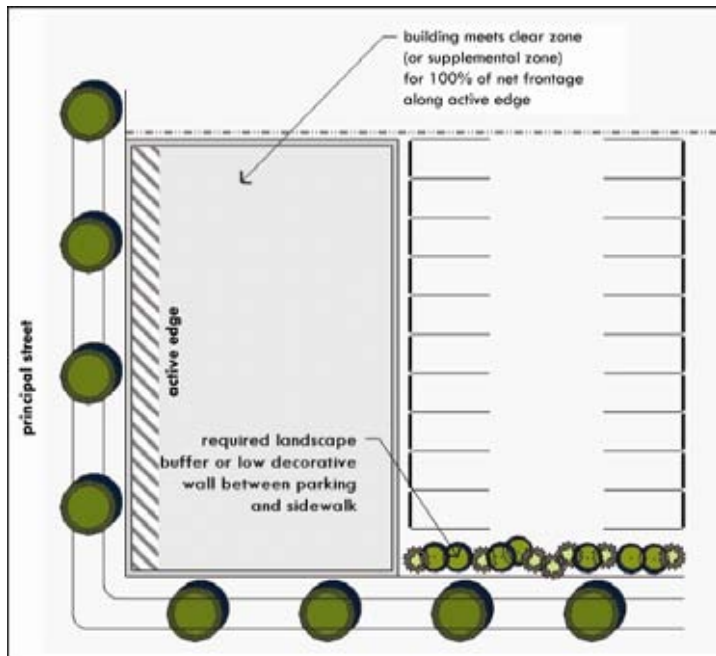 building meets clear zone
(or supplemental zone)
for 100% of net frontage
along active edge
principal street
active edge
required landscape
buffer or low decorative
wall between parking
and sidewalk